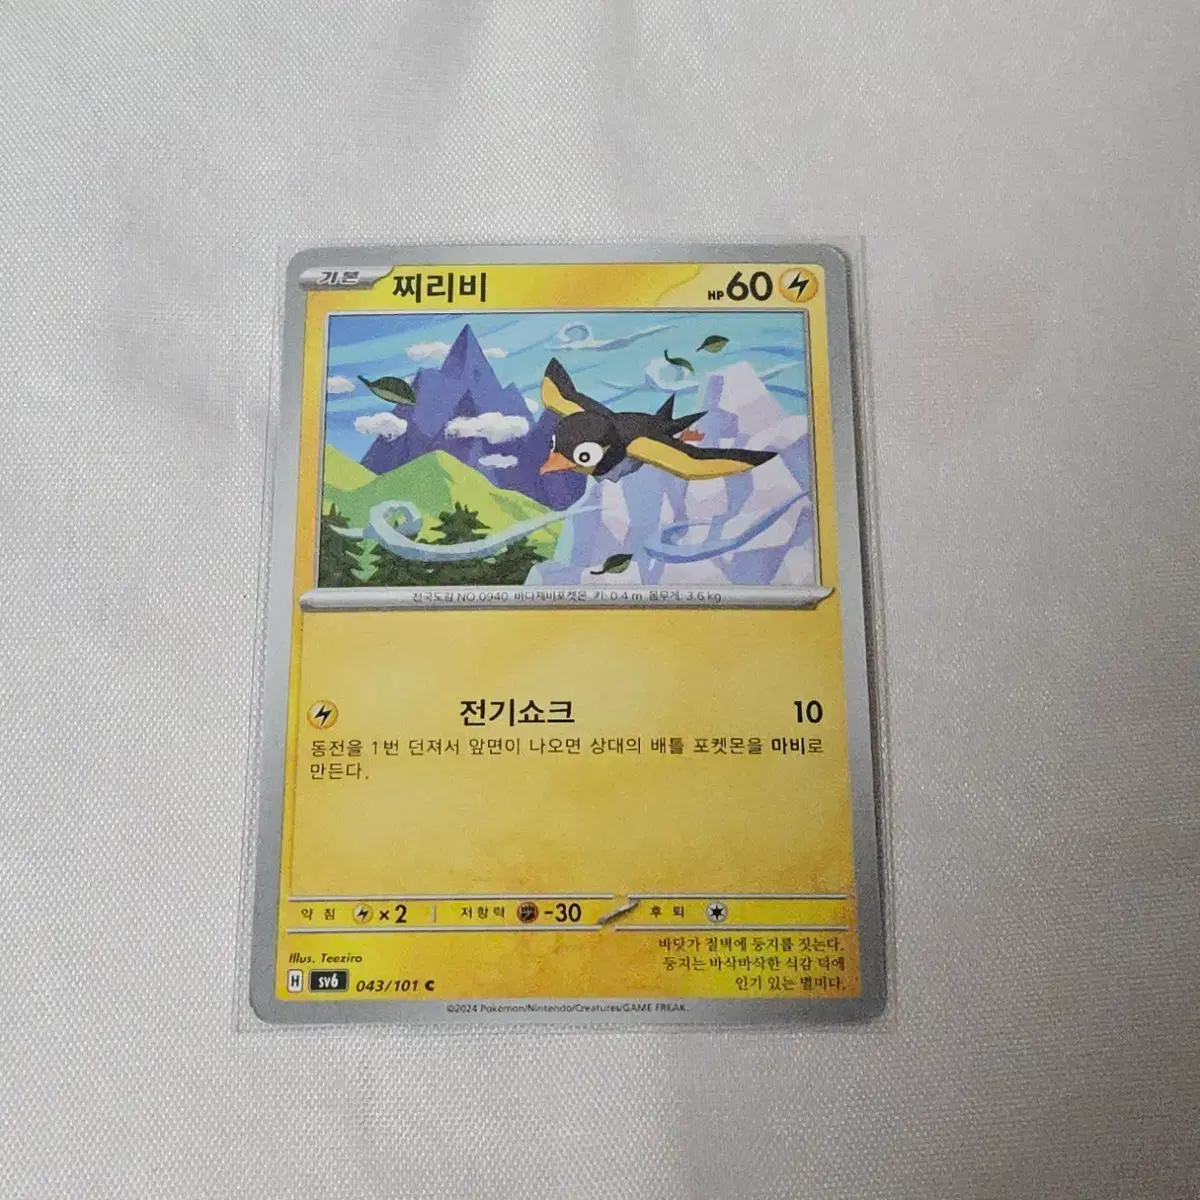 기본 찌리비 HP 60
전국도감 NO.0940 바다제비포켓몬 키: 0.4 m 몸무게: 3.6 kg
전기쇼크 10
동전을 1번 던져서 앞면이 나오면 상대의 배틀 포켓몬을 마비로
만든다.
약점 ×2 저항력 -30 후퇴
Illus. Teeziro
바닷가 절벽에 둥지를 짓는다.
둥지는 바삭바삭한 식감 덕에
인기 있는 별미다.
H sv6 043/101 C
©2024 Pokémon/Nintendo/Creatures/GAME FREAK.